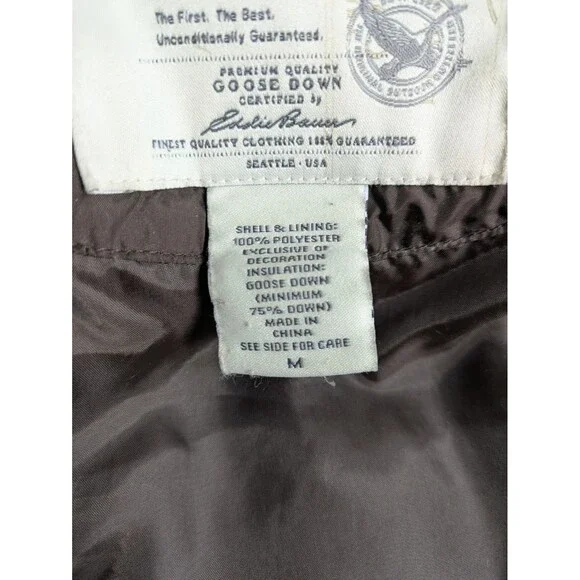 The First. The Best.
Unconditionally Guaranteed.
PREMIUM QUALITY
GOOSE DOWN
CERTIFIED by
Eddie Bauer
FINEST QUALITY CLOTHING 100% GUARANTEED
SEATTLE · USA
SHELL & LINING:
100% POLYESTER
EXCLUSIVE OF
DECORATION
INSULATION:
GOOSE DOWN
(MINIMUM
75% DOWN)
MADE IN
CHINA
SEE SIDE FOR CARE
M